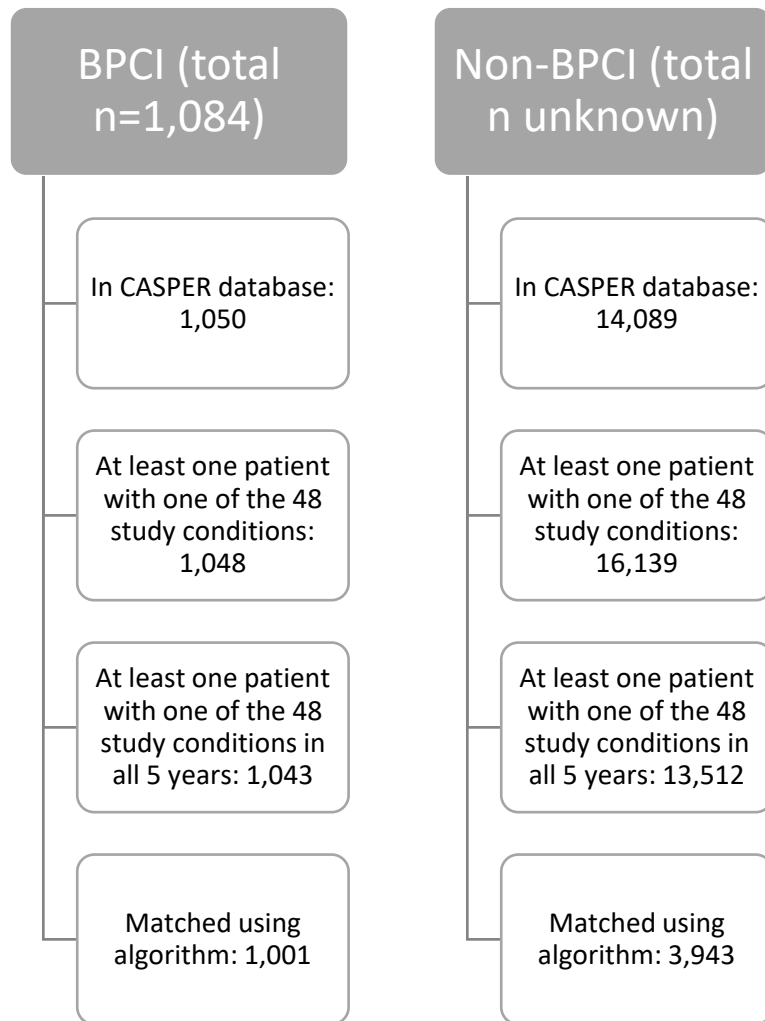 BPCI (total
n=1,084)
In CASPER database:
1,050
At least one patient
with one of the 48
study conditions:
1,048
At least one patient
with one of the 48
study conditions in
all 5 years: 1,043
Matched using
algorithm: 1,001
Non-BPCI (total
n unknown)
In CASPER database:
14,089
At least one patient
with one of the 48
study conditions:
16,139
At least one patient
with one of the 48
study conditions in
all 5 years: 13,512
Matched using
algorithm: 3,943